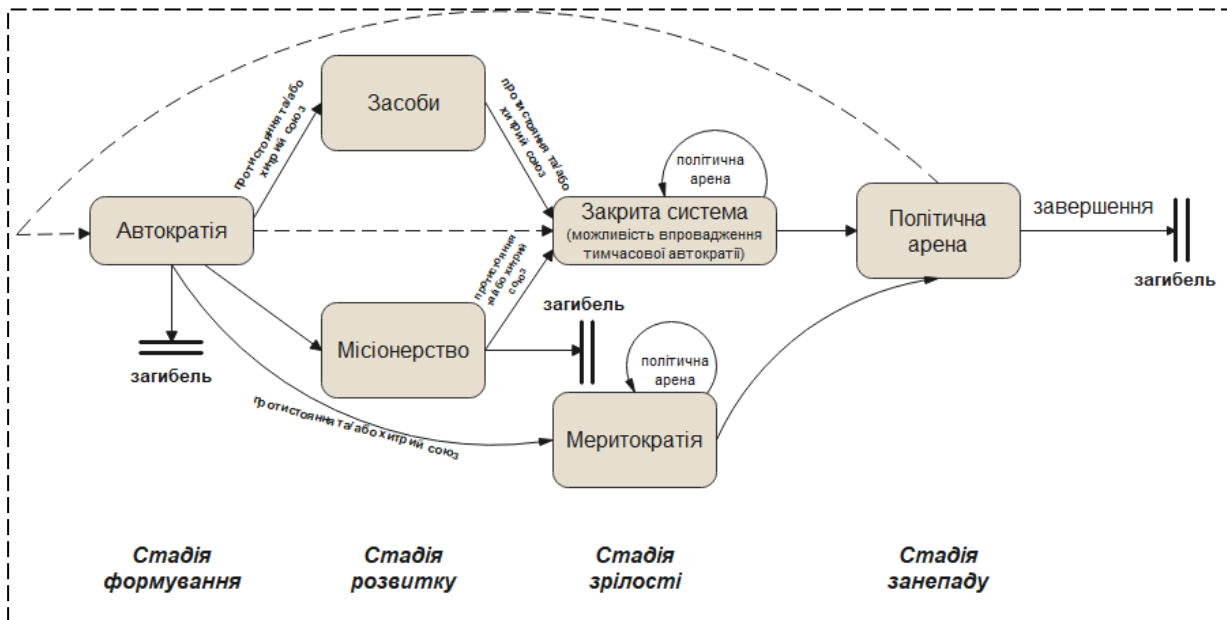 Засоби
протистояння та/або
хитрий союз
протистояння та/або
хитрий союз
політична
арена
Автократія
Закрита система
(можливість впровадження
тимчасової автократії)
Політична
арена
завершення
загибель
протистояння
та/або хитрий
союз
загибель
Місіонерство
загибель
політична
арена
протистояння та/або хитрий союз
Меритократія
Стадія
формування
Стадія
розвитку
Стадія
зрілості
Стадія
занепаду